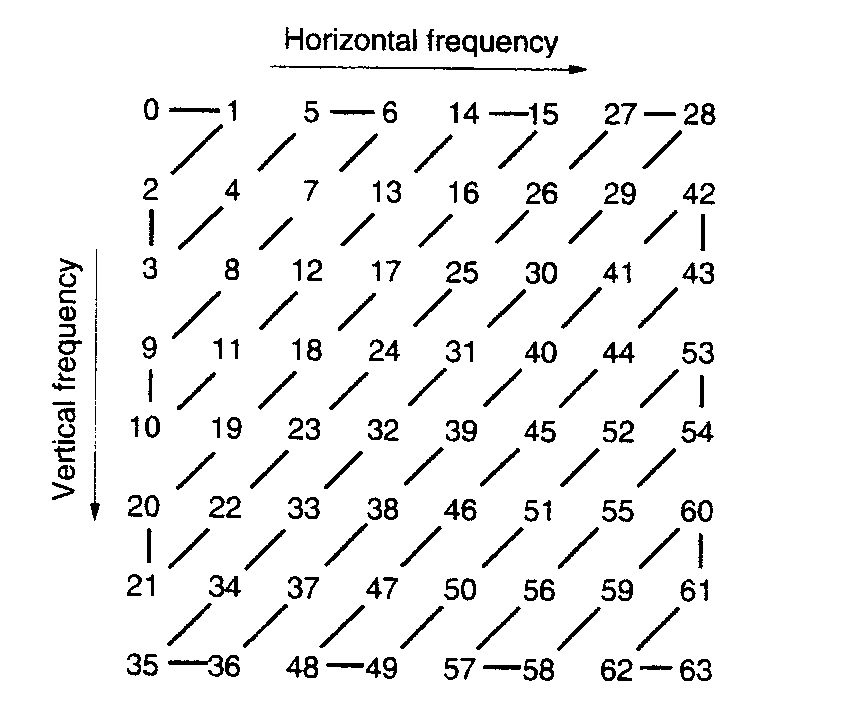 Horizontal frequency
0 1 5 6 14 15 27 28
2 4 7 13 16 26 29 42
3 8 12 17 25 30 41 43
Vertical frequency
9 11 18 24 31 40 44 53
10 19 23 32 39 45 52 54
20 22 33 38 46 51 55 60
21 34 37 47 50 56 59 61
35 36 48 49 57 58 62 63